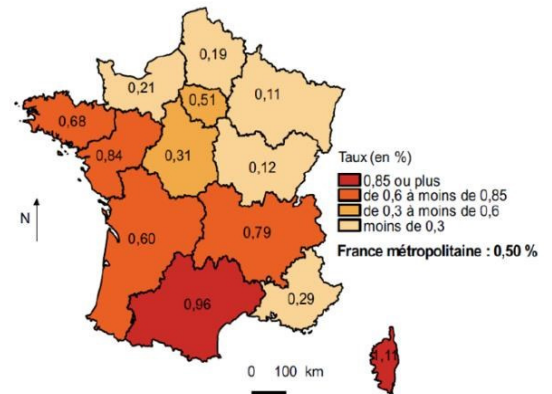 0,19
0,21
0,51
0,11
0,68
0,84
0,31
0,12
Taux (en %)
0,85 ou plus
de 0,6 à moins de 0,85
de 0,3 à moins de 0,6
moins de 0,3
France métropolitaine : 0,50 %
N
0,60
0,79
0,96
0,29
1,11
0 100 km